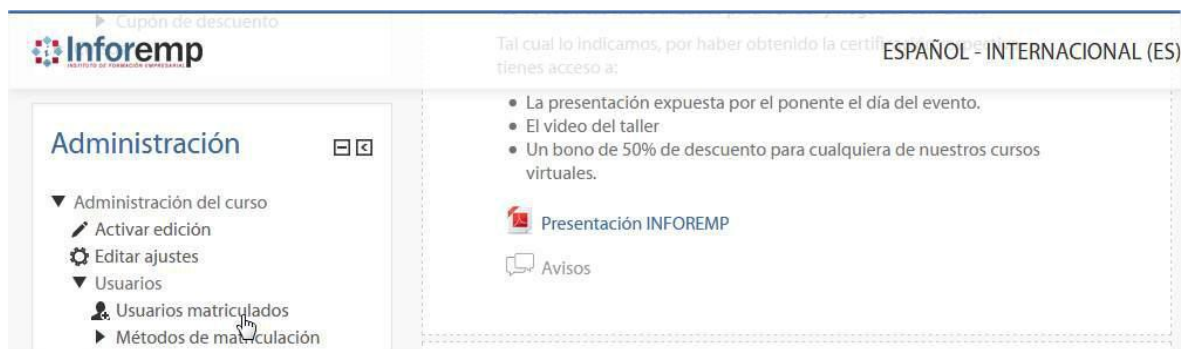 Cupón de descuento
Inforemp
INSTITUTO DE FORMACIÓN EMPRESARIAL
ESPAÑOL - INTERNACIONAL (ES)
Administración
Administración del curso
Activar edición
Editar ajustes
Usuarios
Usuarios matriculados
Métodos de matriculación
Tal cual lo indicamos, por haber obtenido la
tienes acceso a:
La presentación expuesta por el ponente el día del evento.
El video del taller
Un bono de 50% de descuento para cualquiera de nuestros cursos
virtuales.
Presentación INFOREMP
Avisos